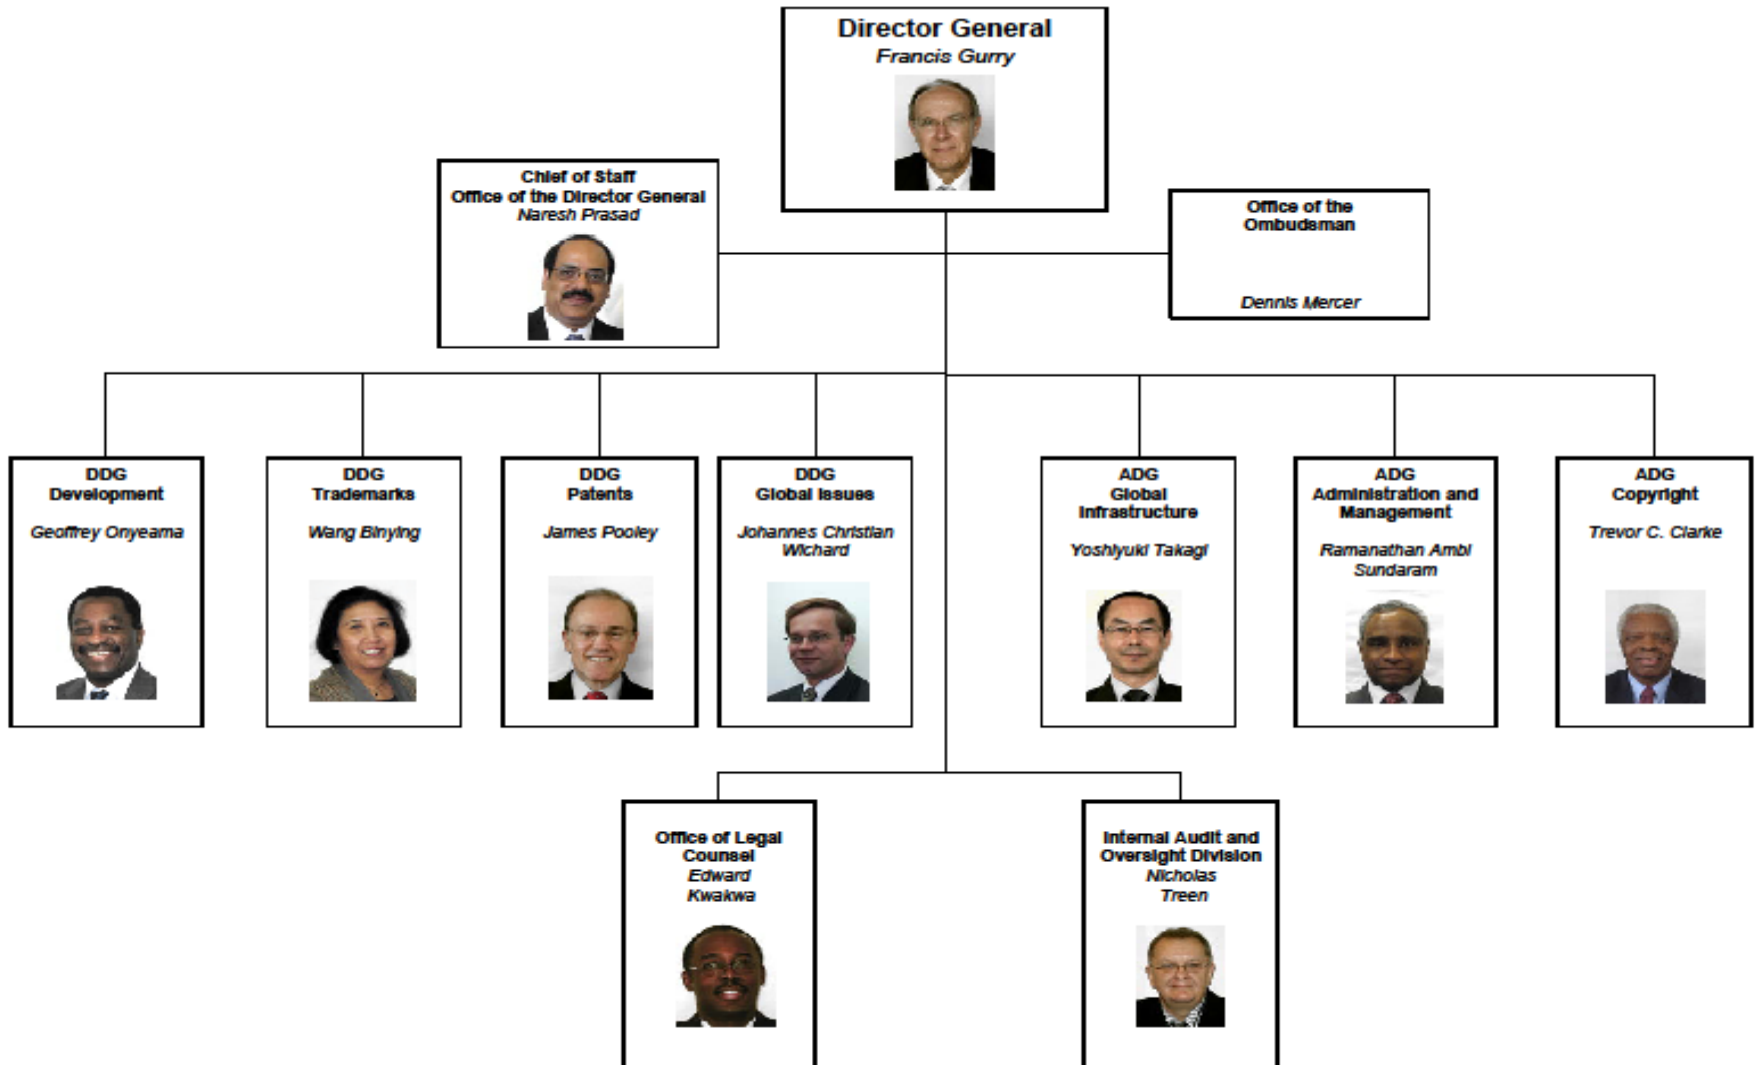 Director General
Francis Gurry
Chief of Staff
Office of the Director General
Naresh Prasad
Office of the
Ombudsman
Dennis Mercer
DDG
Development
Geoffrey Onyeama
DDG
Trademarks
Wang Binying
DDG
Patents
James Pooley
DDG
Global Issues
Johannes Christian
Wichard
ADG
Global
Infrastructure
Yoshiyuki Takagi
ADG
Administration and
Management
Ramanathan Ambi
Sundaram
ADG
Copyright
Trevor C. Clarke
Office of Legal
Counsel
Edward
Kwakwa
Internal Audit and
Oversight Division
Nicholas
Treen